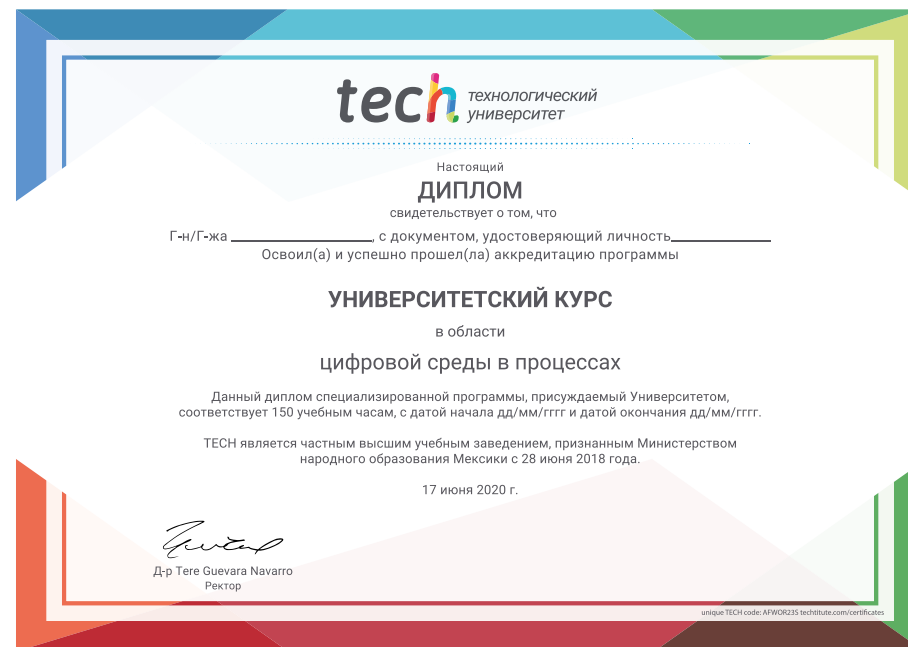 tech технологический
университет
Настоящий
ДИПЛОМ
свидетельствует о том, что
Г-н/Г-жа ________________, с документом, удостоверяющий личность____________
Освоил(а) и успешно прошел(ла) аккредитацию программы
УНИВЕРСИТЕТСКИЙ КУРС
в области
цифровой среды в процессах
Данный диплом специализированной программы, присуждаемый Университетом,
соответствует 150 учебным часам, с датой начала дд/мм/гггг и датой окончания дд/мм/гггг.
TECH является частным высшим учебным заведением, признанным Министерством
народного образования Мексики с 28 июня 2018 года.
17 июня 2020 г.
Д-р Tere Guevara Navarro
Ректор
unique TECH code: AFWOR23S techtitute.com/certificates